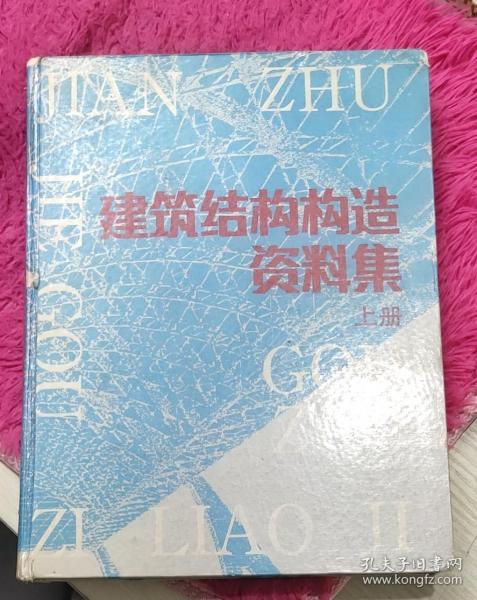 JIAN ZHU
JIE GOU
建筑结构构造
资料集
上册
GOU
ZAO
ZI LIAO JI
孔夫子旧书网
www.kongfz.com